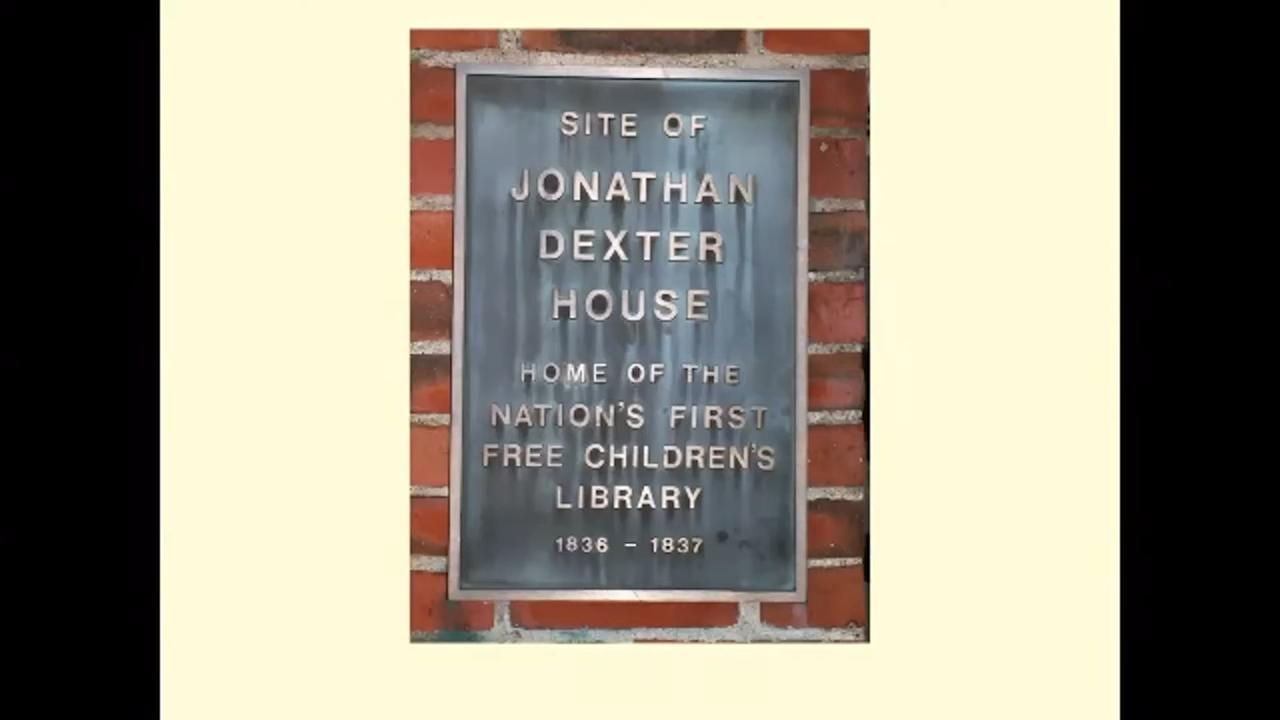 SITE OF
JONATHAN
DEXTER
HOUSE
HOME OF THE
NATION'S FIRST
FREE CHILDREN'S
LIBRARY
1836 – 1837